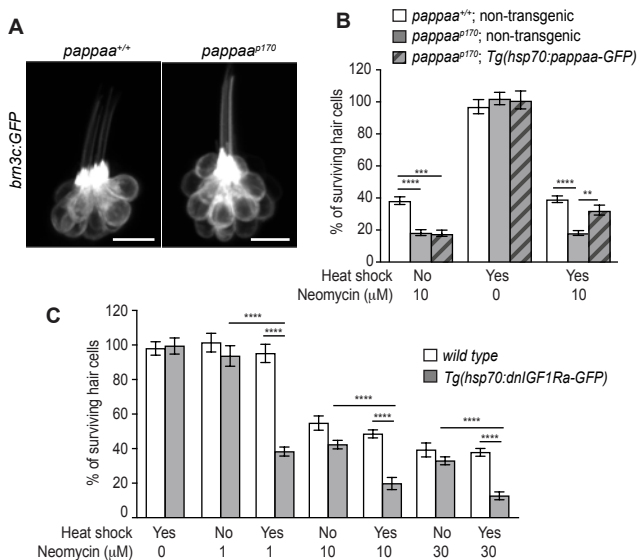 A
pappaa+/+
pappaap170
brn3c:GFP
B
pappaa+/+; non-transgenic
pappaap170; non-transgenic
pappaap170; Tg(hsp70:pappaa-GFP)
% of surviving hair cells
120
100
80
60
40
20
**** *** **** **
Heat shock No Yes Yes
Neomycin (μM) 10 0 10
C
wild type
Tg(hsp70:dnIGF1Ra-GFP)
% of surviving hair cells
120
100
80
60
40
20
0
**** **** **** **** **** ****
Heat shock Yes No Yes No Yes No Yes
Neomycin (μM) 0 1 1 10 10 30 30